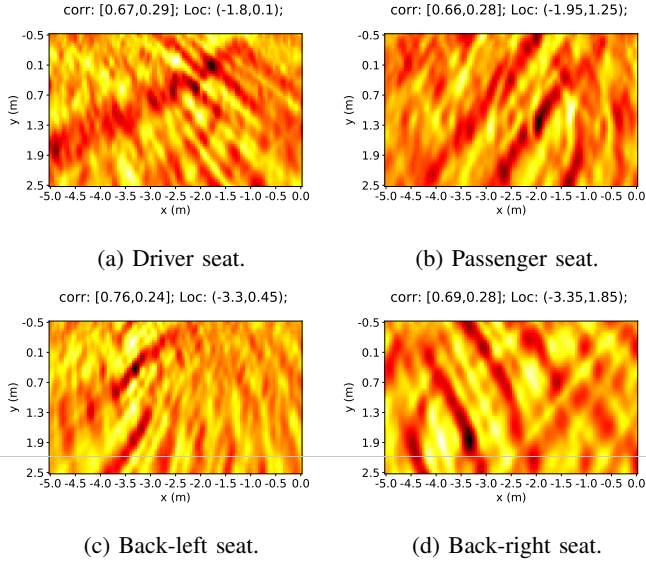 corr: [0.67,0.29]; Loc: (-1.8,0.1);
-0.5
0.1
0.7
1.3
1.9
2.5
y (m)
-5.0 -4.5 -4.0 -3.5 -3.0 -2.5 -2.0 -1.5 -1.0 -0.5 0.0
x (m)
(a) Driver seat.
corr: [0.66,0.28]; Loc: (-1.95,1.25);
-0.5
0.1
0.7
1.3
1.9
2.5
y (m)
-5.0 -4.5 -4.0 -3.5 -3.0 -2.5 -2.0 -1.5 -1.0 -0.5 0.0
x (m)
(b) Passenger seat.
corr: [0.76,0.24]; Loc: (-3.3,0.45);
-0.5
0.1
0.7
1.3
1.9
2.5
y (m)
-5.0 -4.5 -4.0 -3.5 -3.0 -2.5 -2.0 -1.5 -1.0 -0.5 0.0
x (m)
(c) Back-left seat.
corr: [0.69,0.28]; Loc: (-3.35,1.85);
-0.5
0.1
0.7
1.3
1.9
2.5
y (m)
-5.0 -4.5 -4.0 -3.5 -3.0 -2.5 -2.0 -1.5 -1.0 -0.5 0.0
x (m)
(d) Back-right seat.